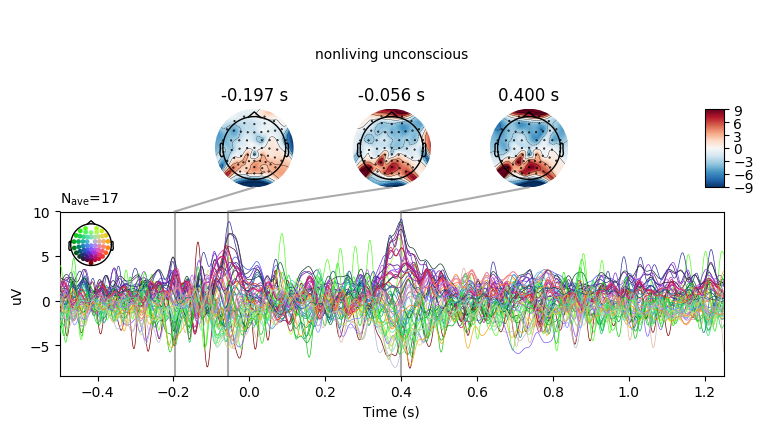 nonliving unconscious
-0.197 s -0.056 s 0.400 s
9
6
3
0
−3
−6
−9
Nave=17
10
5
0
−5
uV
−0.4 −0.2 0.0 0.2 0.4 0.6 0.8 1.0 1.2
Time (s)